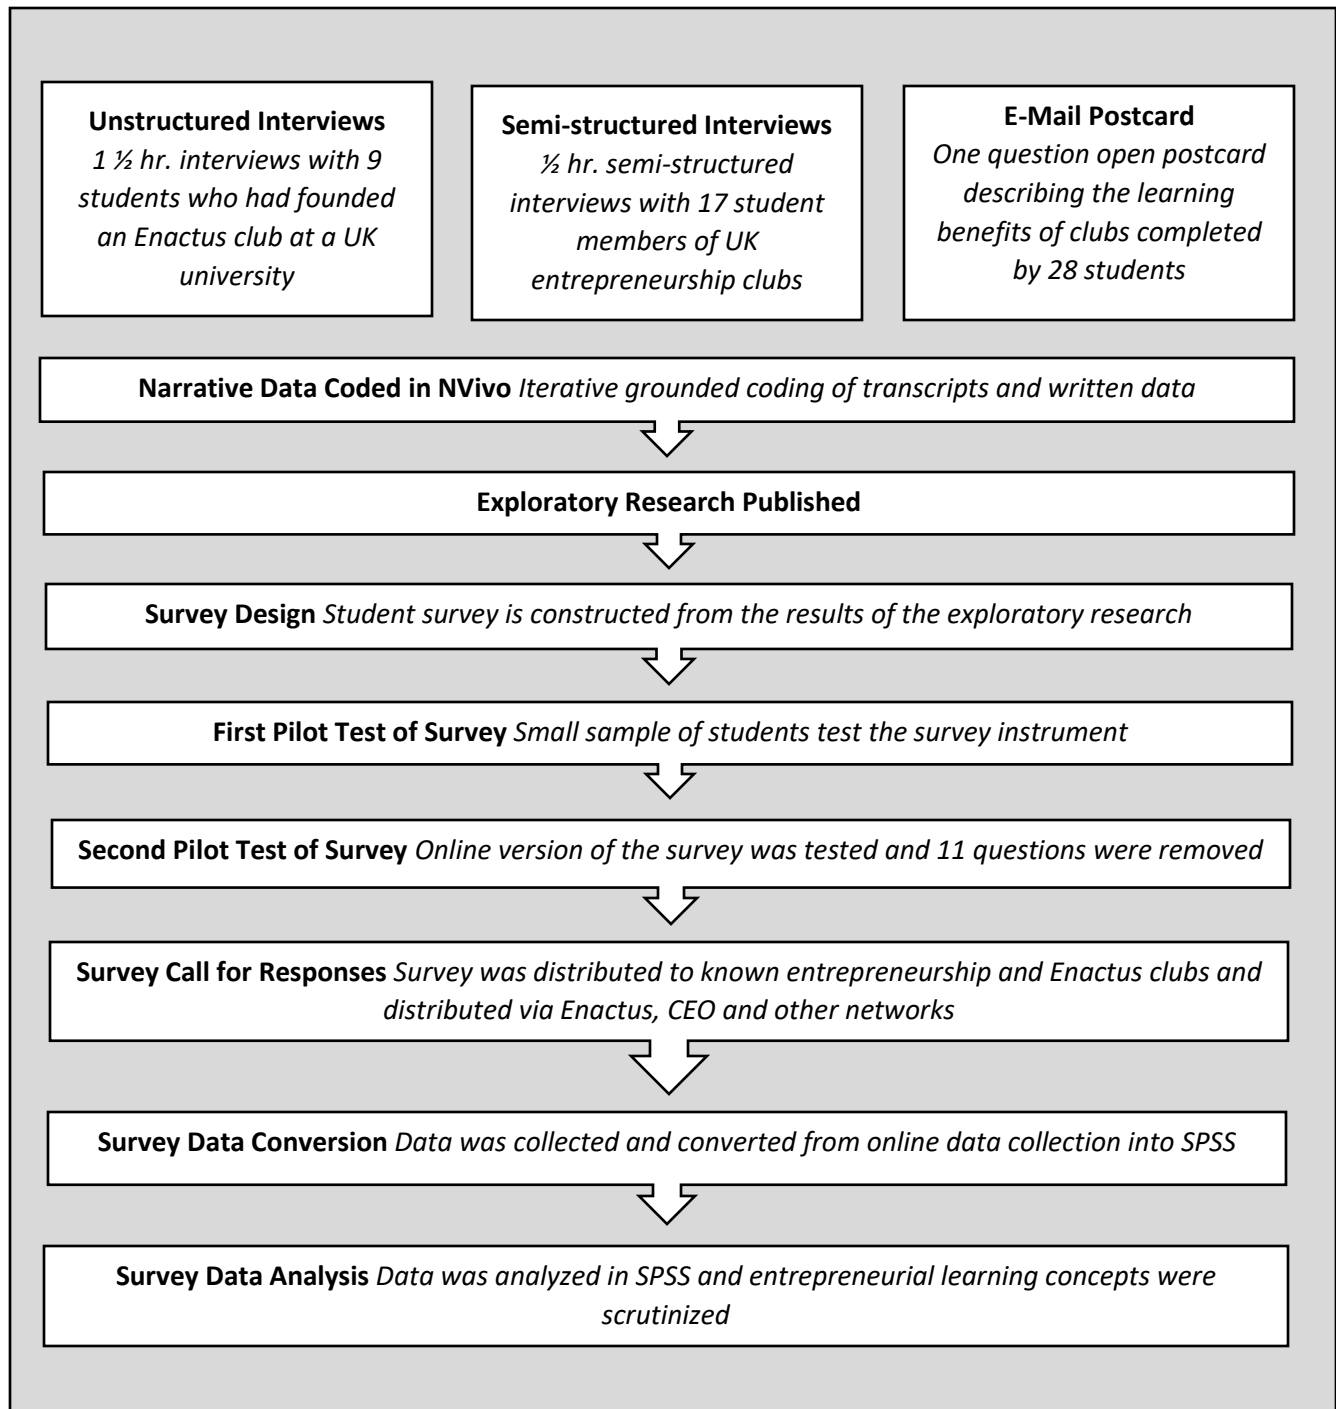 Unstructured Interviews
1 ½ hr. interviews with 9
students who had founded
an Enactus club at a UK
university
Semi-structured Interviews
½ hr. semi-structured
interviews with 17 student
members of UK
entrepreneurship clubs
E-Mail Postcard
One question open postcard
describing the learning
benefits of clubs completed
by 28 students
Narrative Data Coded in NVivo Iterative grounded coding of transcripts and written data
Exploratory Research Published
Survey Design Student survey is constructed from the results of the exploratory research
First Pilot Test of Survey Small sample of students test the survey instrument
Second Pilot Test of Survey Online version of the survey was tested and 11 questions were removed
Survey Call for Responses Survey was distributed to known entrepreneurship and Enactus clubs and
distributed via Enactus, CEO and other networks
Survey Data Conversion Data was collected and converted from online data collection into SPSS
Survey Data Analysis Data was analyzed in SPSS and entrepreneurial learning concepts were
scrutinized